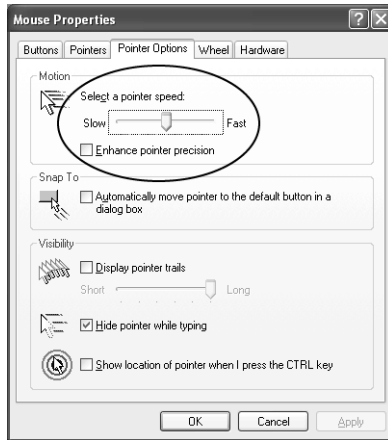 Mouse Properties
Buttons Pointers Pointer Options Wheel Hardware
Motion
Select a pointer speed:
Slow Fast
Enhance pointer precision
Snap To
Automatically move pointer to the default button in a
dialog box
Visibility
Display pointer trails
Short Long
Hide pointer while typing
Show location of pointer when I press the CTRL key
OK Cancel Apply